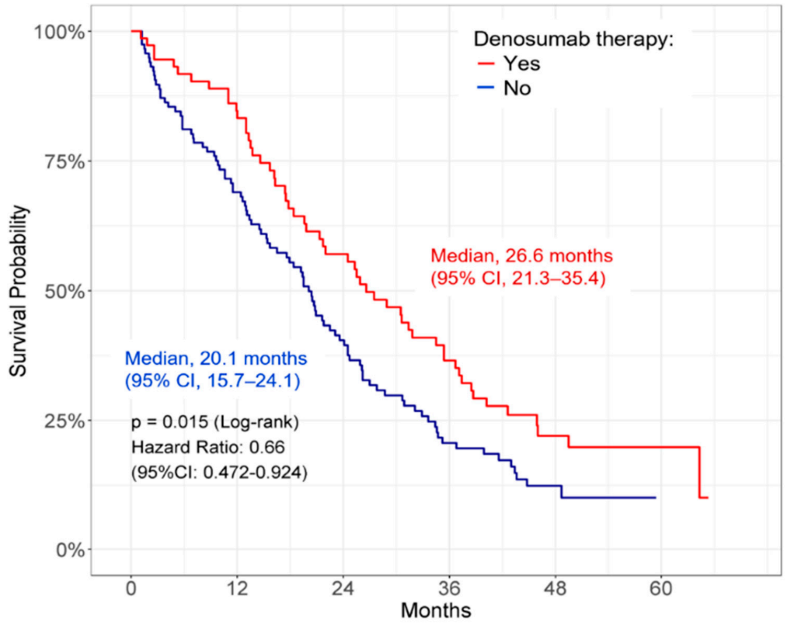 Denosumab therapy:
Yes
No
100%
75%
50%
25%
0%
Survival Probability
Median, 26.6 months
(95% CI, 21.3–35.4)
Median, 20.1 months
(95% CI, 15.7–24.1)
p = 0.015 (Log-rank)
Hazard Ratio: 0.66
(95%CI: 0.472-0.924)
0 12 24 36 48 60
Months